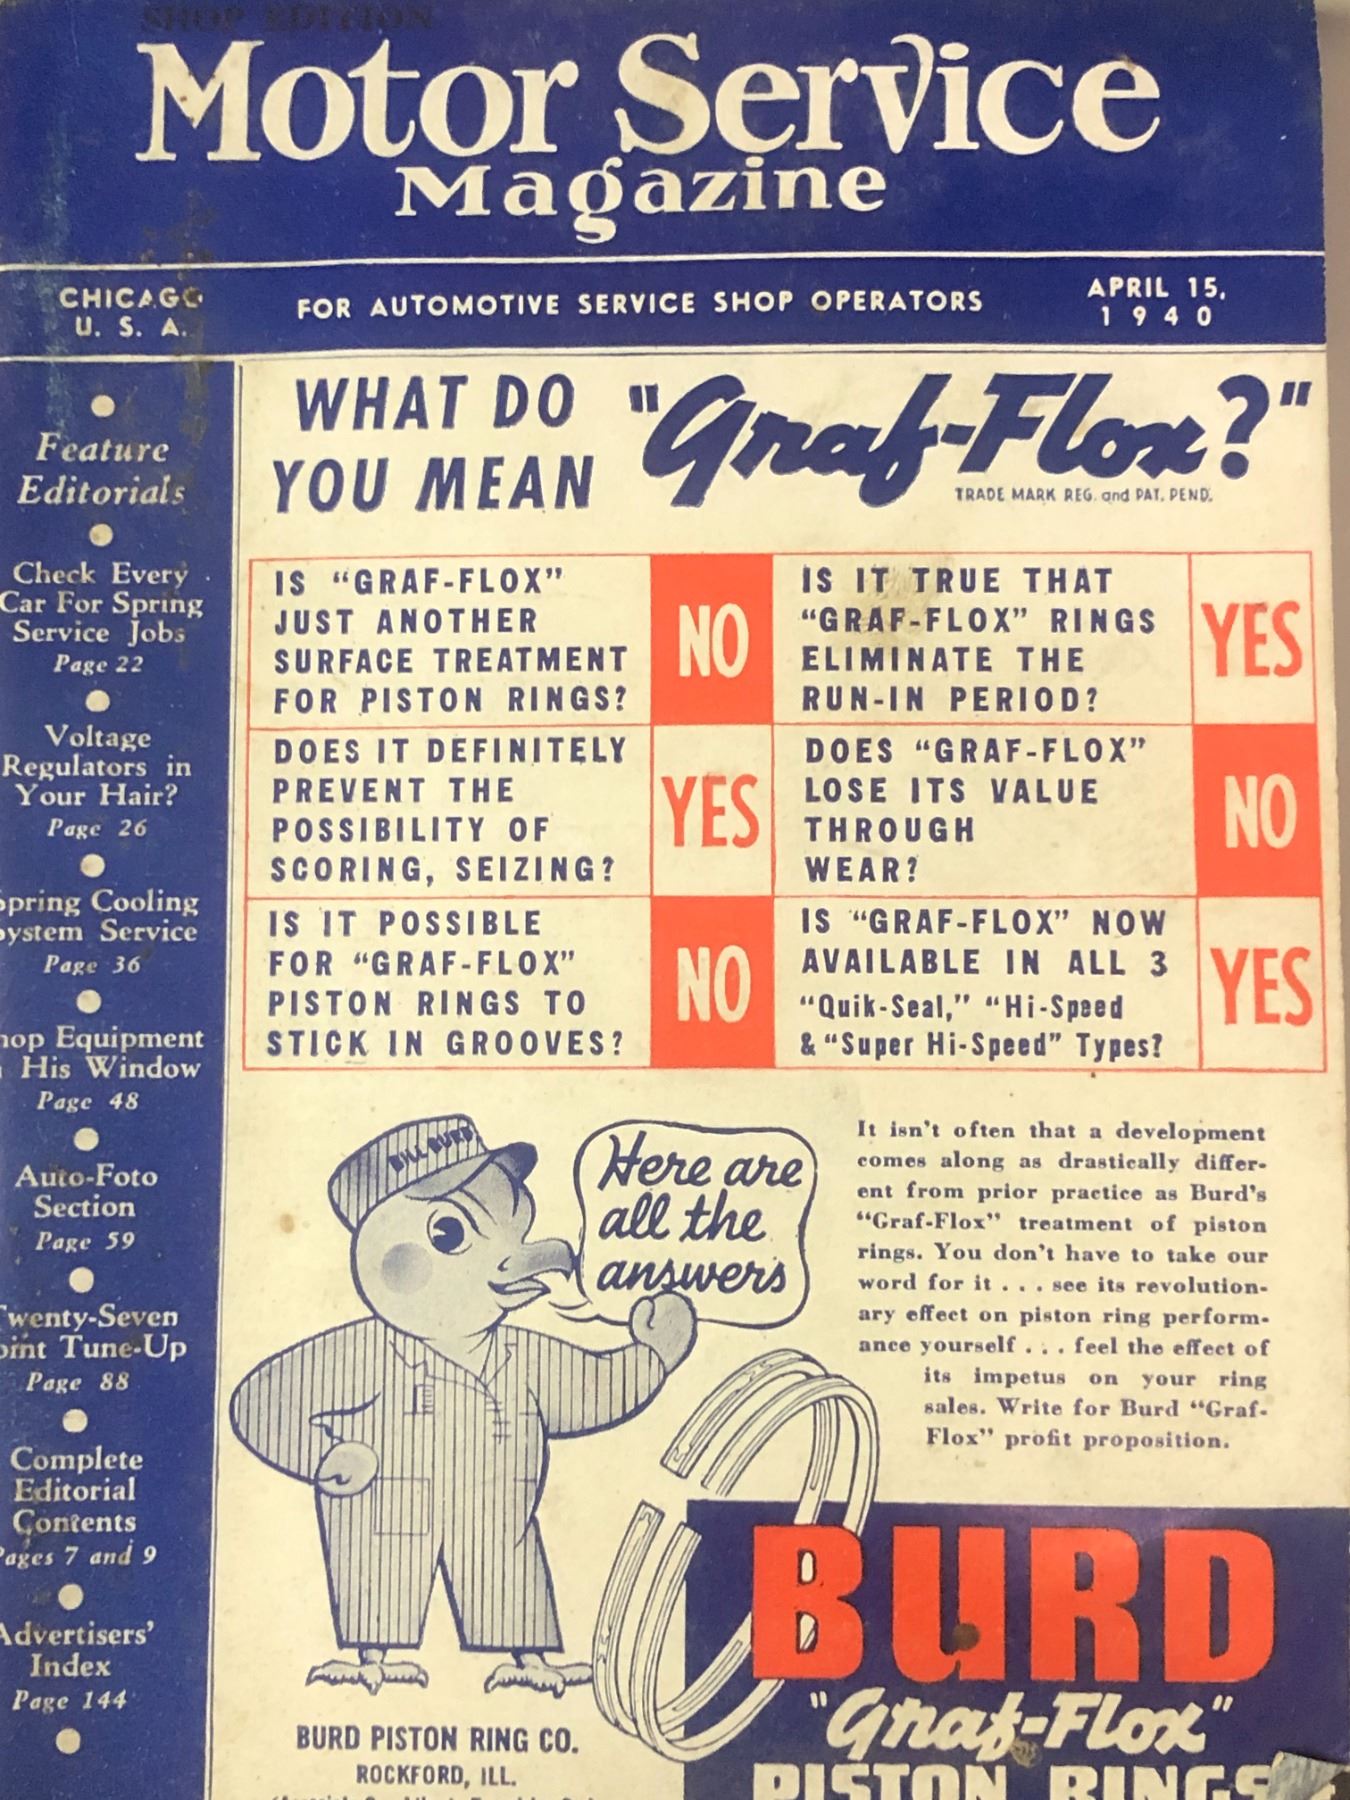 SHOP EDITION
Motor Service
Magazine
CHICAGO
U. S. A.
FOR AUTOMOTIVE SERVICE SHOP OPERATORS
APRIL 15,
1940
Feature
Editorials
Check Every
Car For Spring
Service Jobs
Page 22
Voltage
Regulators in
Your Hair?
Page 26
pring Cooling
ystem Service
Page 36
hop Equipment
His Window
Page 48
Auto-Foto
Section
Page 59
wenty-Seven
oint Tune-Up
Page 88
Complete
Editorial
Contents
ages 7 and 9
Advertisers'
Index
Page 144
WHAT DO
YOU MEAN
"Graf-Flox?"
TRADE MARK REG. and PAT. PEND.
IS "GRAF-FLOX"
JUST ANOTHER
SURFACE TREATMENT
FOR PISTON RINGS?
NO
IS IT TRUE THAT
"GRAF-FLOX" RINGS
ELIMINATE THE
RUN-IN PERIOD?
YES
DOES IT DEFINITELY
PREVENT THE
POSSIBILITY OF
SCORING, SEIZING?
YES
DOES "GRAF-FLOX"
LOSE ITS VALUE
THROUGH
WEAR?
NO
IS IT POSSIBLE
FOR "GRAF-FLOX"
PISTON RINGS TO
STICK IN GROOVES?
NO
IS "GRAF-FLOX" NOW
AVAILABLE IN ALL 3
"Quik-Seal," "Hi-Speed
& "Super Hi-Speed" Types?
YES
BILL BURD
Here are
all the
answers
It isn't often that a development
comes along as drastically differ-
ent from prior practice as Burd's
"Graf-Flox" treatment of piston
rings. You don't have to take our
word for it . . . see its revolution-
ary effect on piston ring perform-
ance yourself . . . feel the effect of
its impetus on your ring
sales. Write for Burd "Graf-
Flox" profit proposition.
BURD
"Graf-Flox"
PISTON RINGS
BURD PISTON RING CO.
ROCKFORD, ILL.